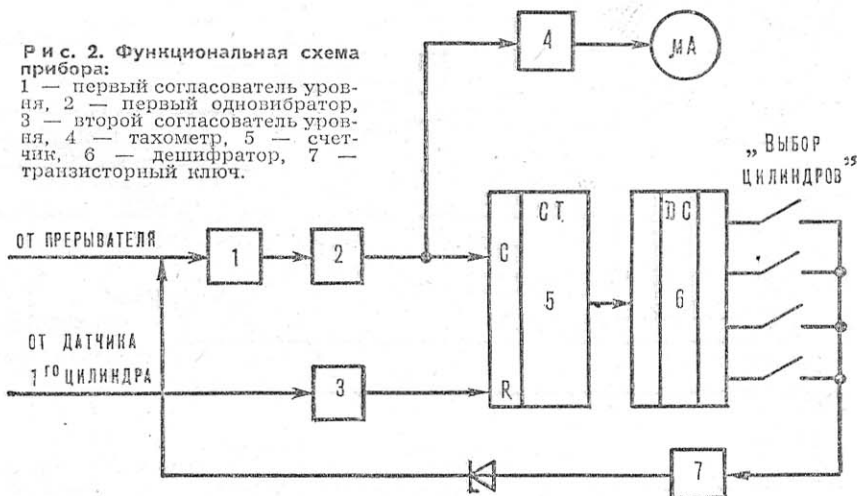 Рис. 2. Функциональная схема
прибора:
1 — первый согласователь уров-
ня, 2 — первый одновибратор,
3 — второй согласователь уров-
ня, 4 — тахометр, 5 — счет-
чик, 6 — дешифратор, 7 —
транзисторный ключ.
4
μA
„ВЫБОР
ЦИЛИНДРОВ"
ОТ ПРЕРЫВАТЕЛЯ
1
2
C
CT
5
DC
6
ОТ ДАТЧИКА
1ГО ЦИЛИНДРА
3
R
7